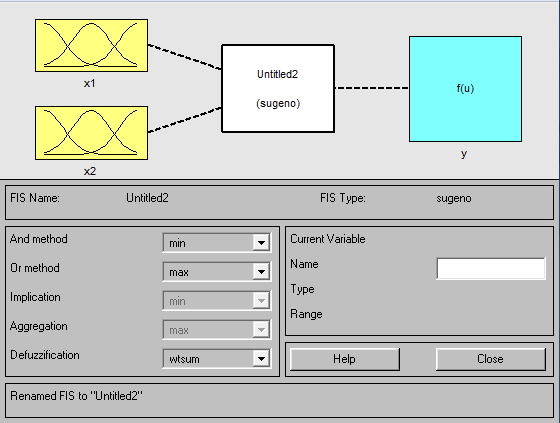 x1
x2
Untitled2
(sugeno)
f(u)
y
FIS Name: Untitled2 FIS Type: sugeno
And method min
Or method max
Implication min
Aggregation max
Defuzzification wtsum
Current Variable
Name
Type
Range
Help Close
Renamed FIS to "Untitled2"